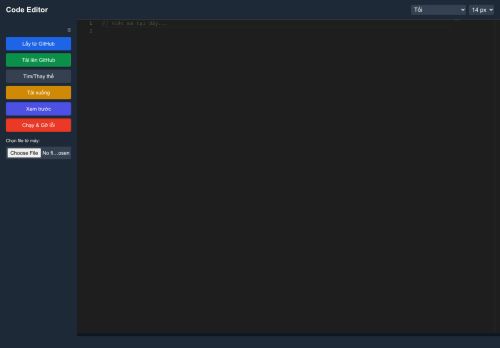 Code Editor
Tối
14 px
Lấy từ GitHub
Tải lên GitHub
Tìm/Thay thế
Tải xuống
Xem trước
Chạy & Gỡ lỗi
Chọn file từ máy:
Choose File No fi...osen
1 // Viết mã tại đây...
2